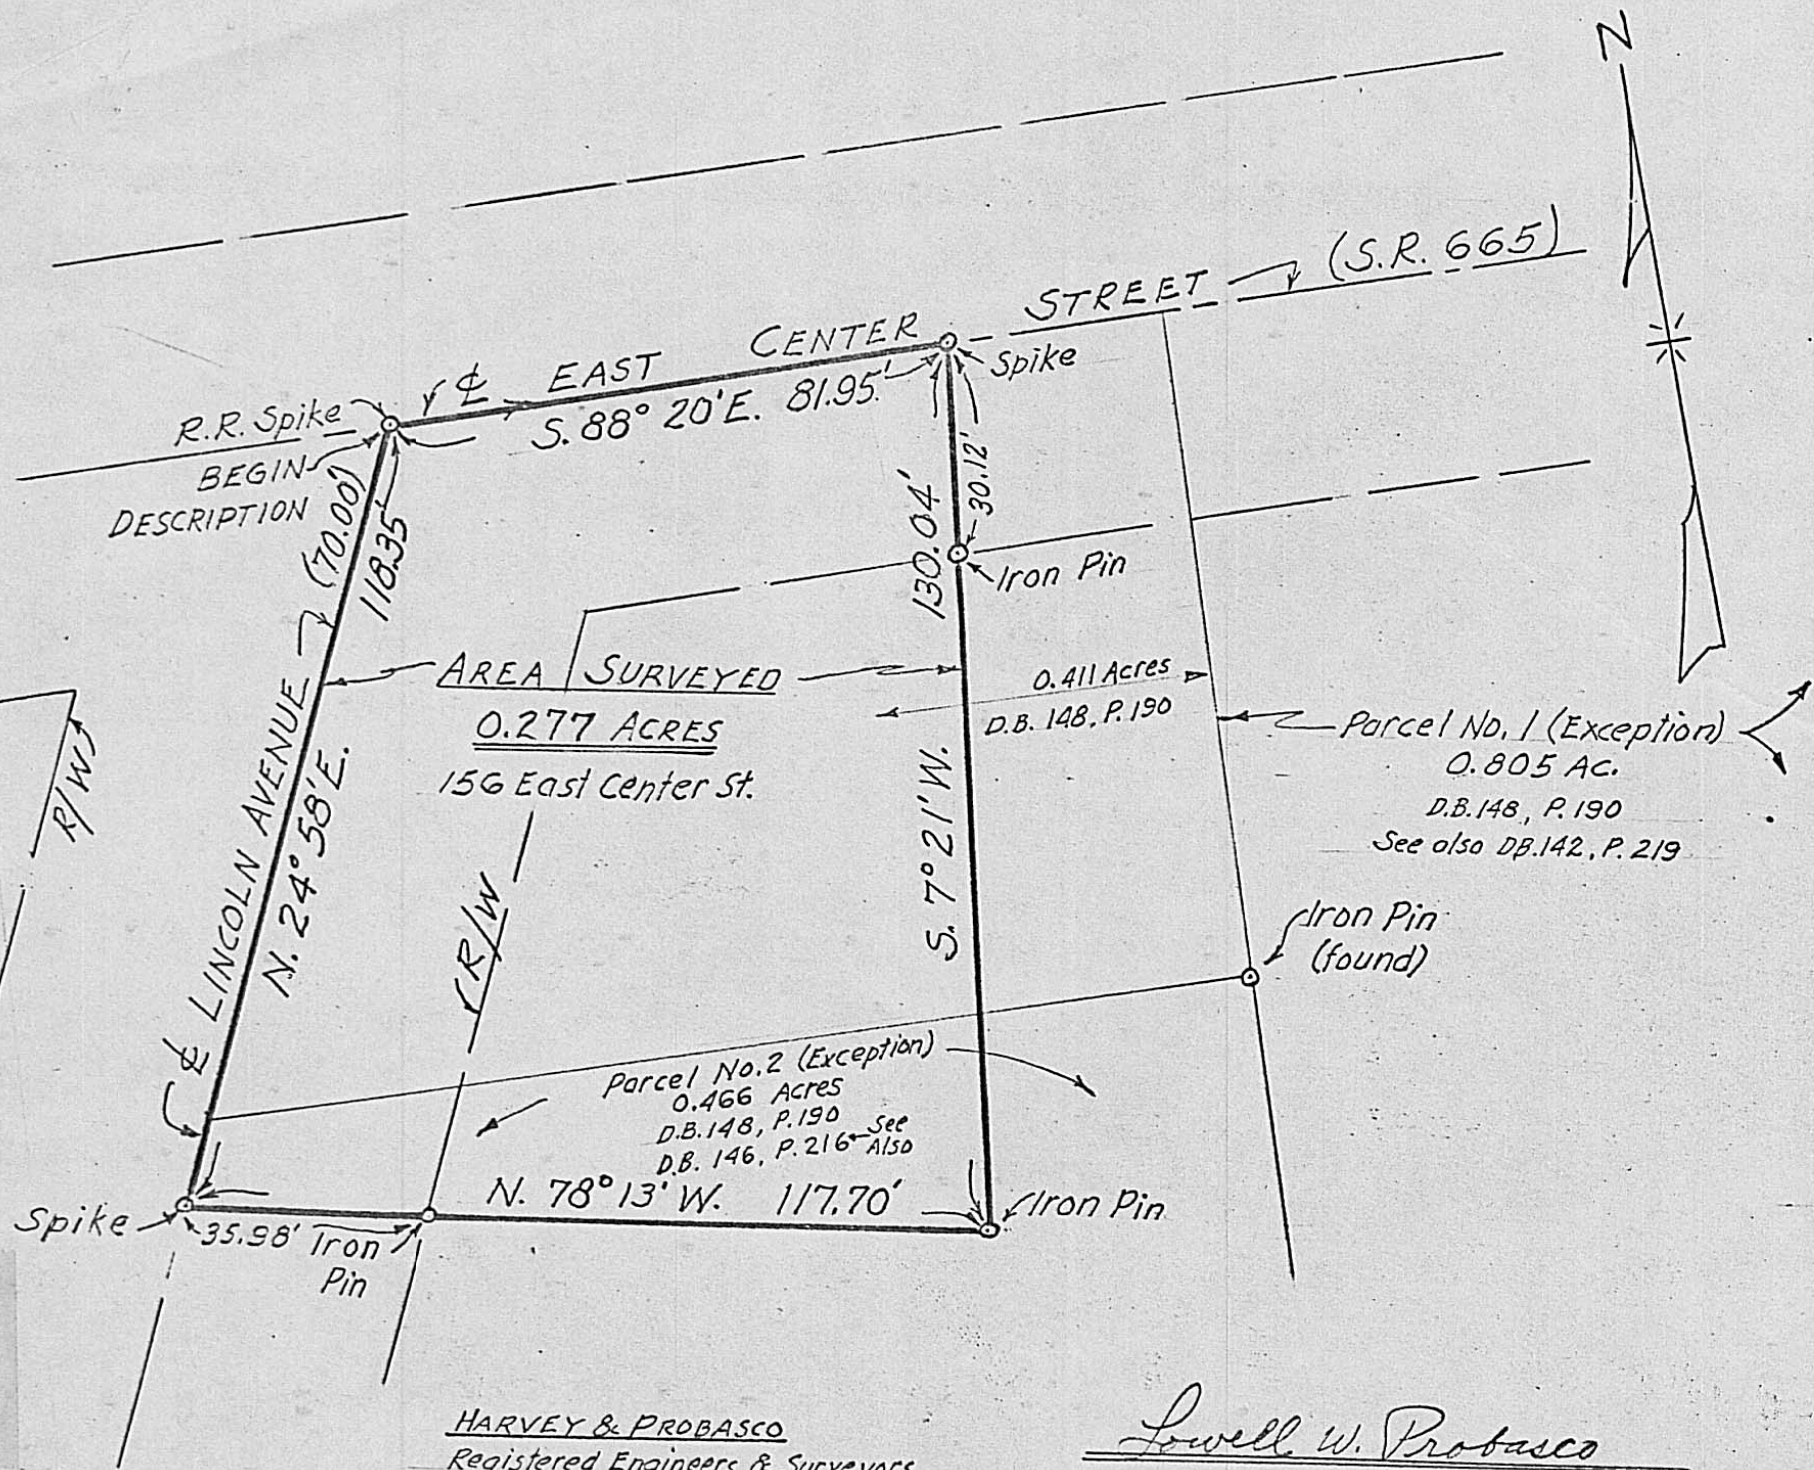 N
(S.R. 665)
STREET
℄ EAST CENTER
Spike
R.R. Spike
S. 88° 20' E. 81.95'
BEGIN
DESCRIPTION
(70.00')
118.35'
30.12'
130.04'
Iron Pin
AREA SURVEYED
0.277 ACRES
156 East Center St.
0.411 Acres
D.B. 148, P. 190
Parcel No. 1 (Exception)
0.805 Ac.
D.B. 148, P. 190
See also DB. 142, P. 219
R/W
℄ LINCOLN AVENUE
N. 24° 58' E.
R/W
S. 7° 21' W.
Iron Pin
(found)
Parcel No. 2 (Exception)
0.466 Acres
D.B. 148, P. 190
D.B. 146, P. 216 See
Also
N. 78° 13' W. 117.70'
Iron Pin
Spike
35.98' Iron
Pin
HARVEY & PROBASCO
Registered Engineers & Surveyors
Lowell W. Probasco